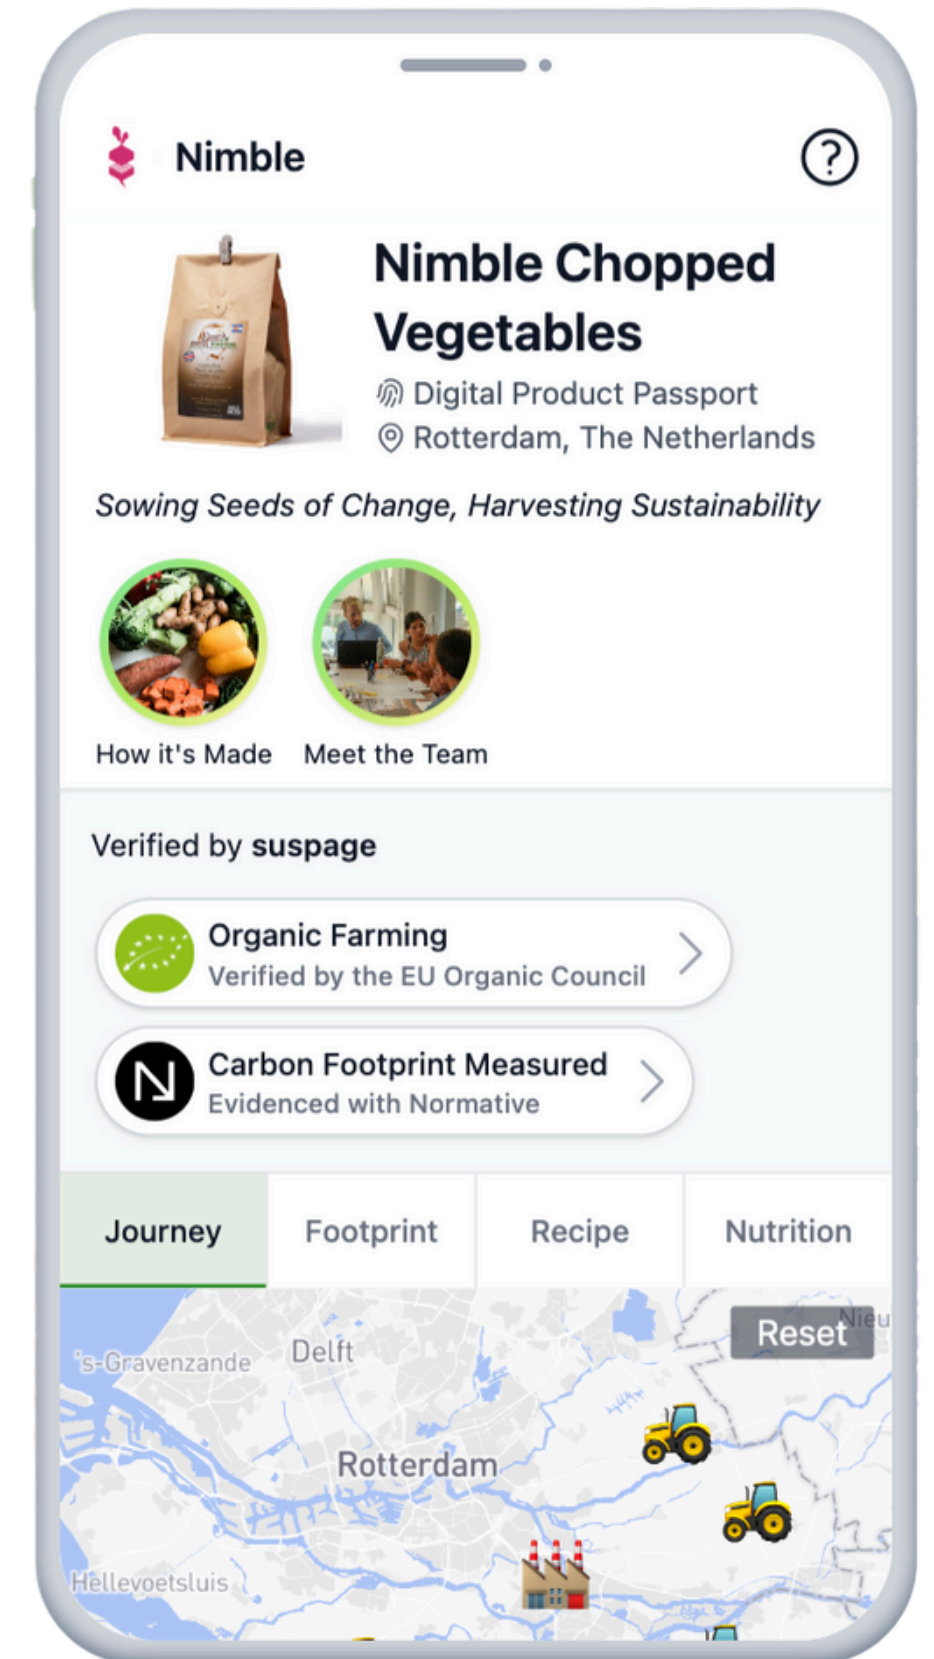 Nimble
?
Nimble Chopped
Vegetables
Digital Product Passport
Rotterdam, The Netherlands
Sowing Seeds of Change, Harvesting Sustainability
How it's Made
Meet the Team
Verified by suspage
Organic Farming
Verified by the EU Organic Council
N
Carbon Footprint Measured
Evidenced with Normative
Journey
Footprint
Recipe
Nutrition
Reset
Nieu
's-Gravenzande
Delft
Rotterdam
Hellevoetsluis